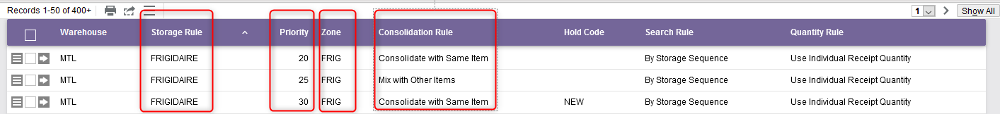 Records 1-50 of 400+ 1 Show All
Warehouse Storage Rule Priority Zone Consolidation Rule Hold Code Search Rule Quantity Rule
MTL FRIGIDAIRE 20 FRIG Consolidate with Same Item By Storage Sequence Use Individual Receipt Quantity
MTL FRIGIDAIRE 25 FRIG Mix with Other Items By Storage Sequence Use Individual Receipt Quantity
MTL FRIGIDAIRE 30 FRIG Consolidate with Same Item NEW By Storage Sequence Use Individual Receipt Quantity